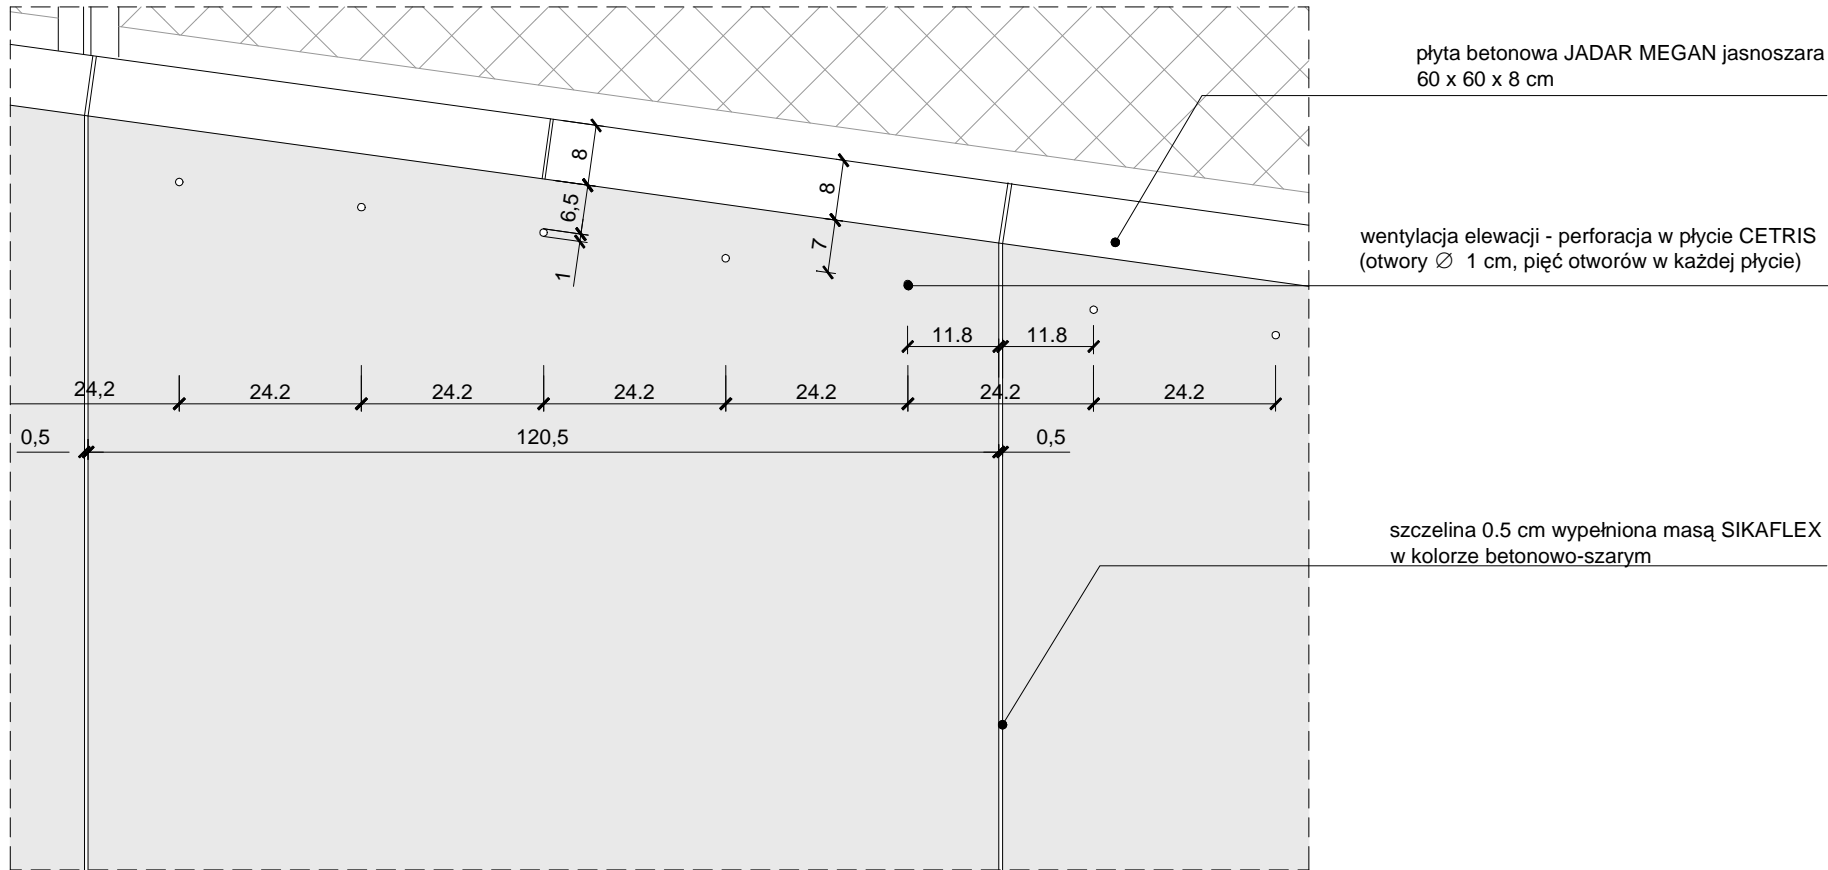 płyta betonowa JADAR MEGAN jasnoszara
60 x 60 x 8 cm
8
8
6,5
7
1
wentylacja elewacji - perforacja w płycie CETRIS
(otwory ∅ 1 cm, pięć otworów w każdej płycie)
11.8 11.8
24,2 24.2 24.2 24.2 24.2 24.2 24.2
0,5 120,5 0,5
szczelina 0.5 cm wypełniona masą SIKAFLEX
w kolorze betonowo-szarym